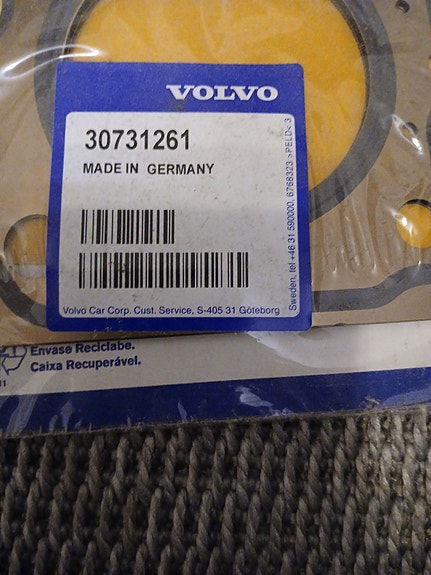 VOLVO
30731261
MADE IN GERMANY
Volvo Car Corp. Cust. Service, S-405 31 Göteborg
Sweden, tel +46 31 590000, 6768323 >PELD< 3
Envase Reciclabe.
Caixa Recuperável.